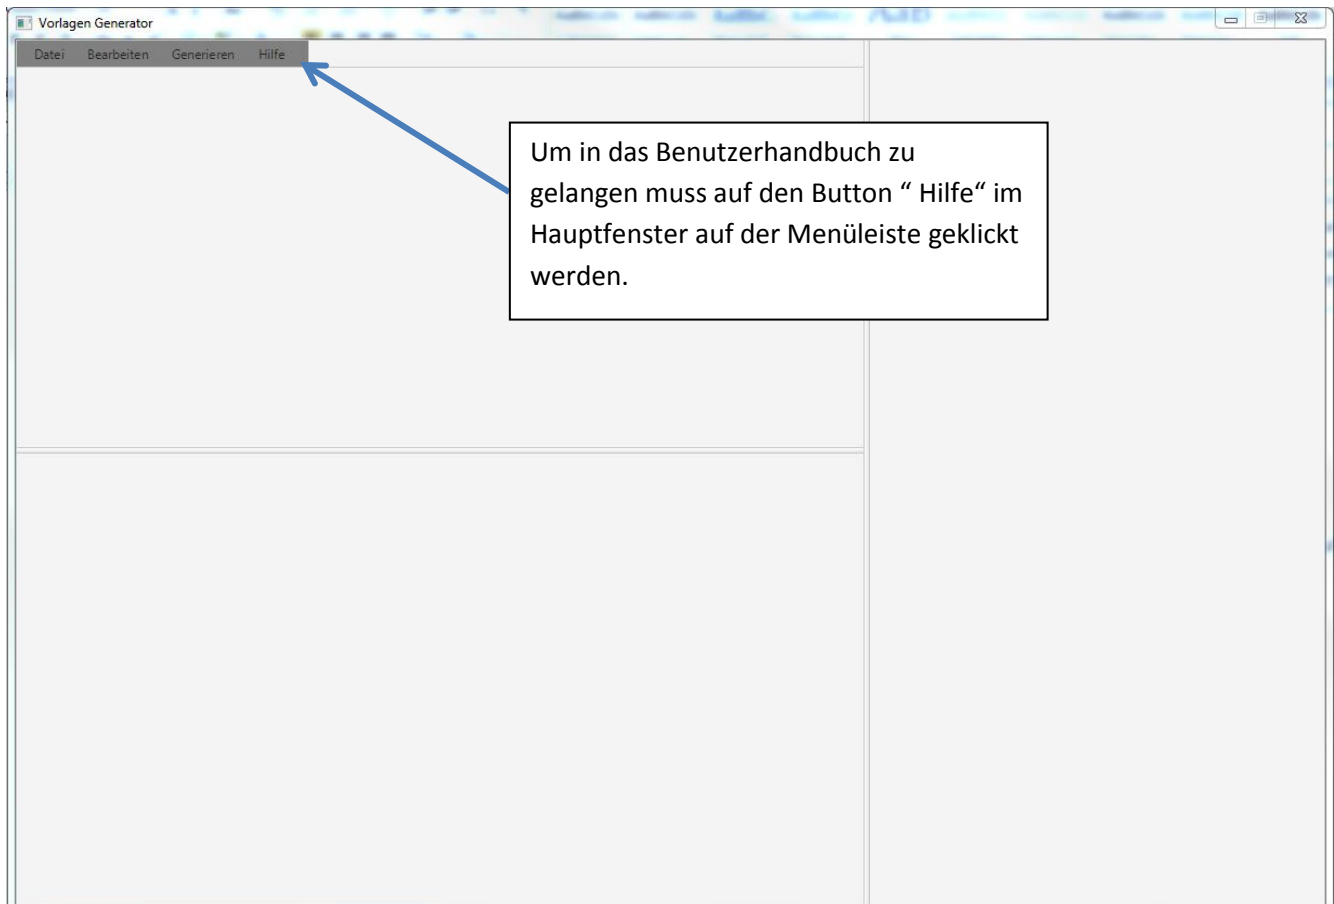 Vorlagen Generator
Datei Bearbeiten Generieren Hilfe
Um in das Benutzerhandbuch zu
gelangen muss auf den Button “ Hilfe“ im
Hauptfenster auf der Menüleiste geklickt
werden.